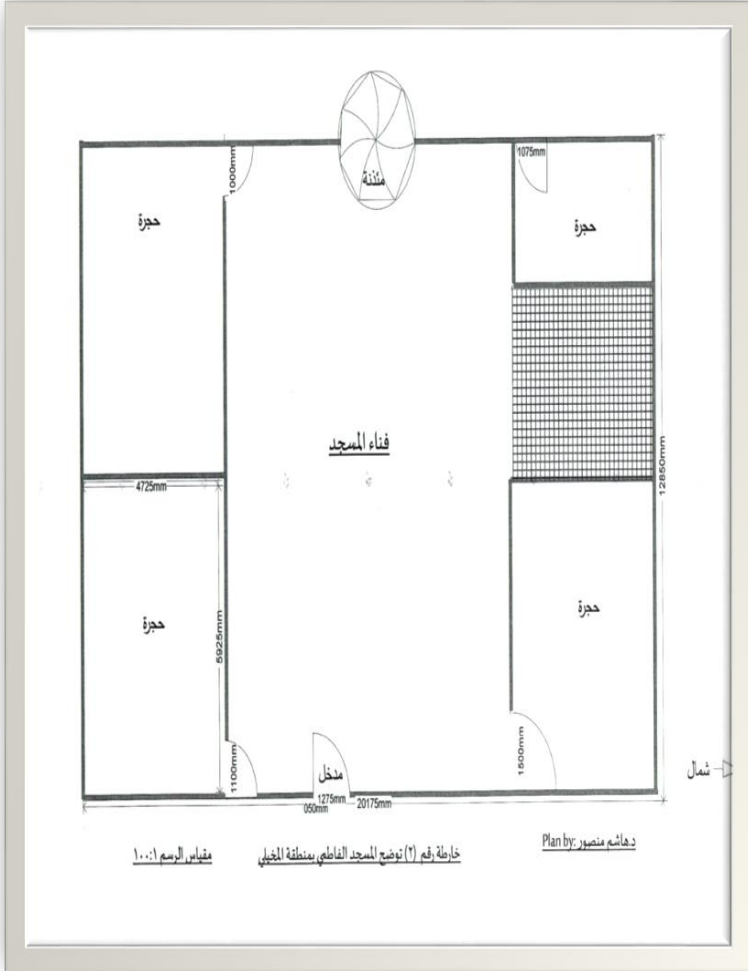 مئذنة
1000mm
1075mm
حجرة
حجرة
فناء المسجد
4725mm
12850mm
حجرة
حجرة
5925mm
1100mm
مدخل
1500mm
شمال
1275mm
050mm
20175mm
Plan by: د.هاشم منصور
خارطة رقم (٢) توضح المسجد الفاطمي بمنطقة المخيلي
مقياس الرسم ١:١٠٠